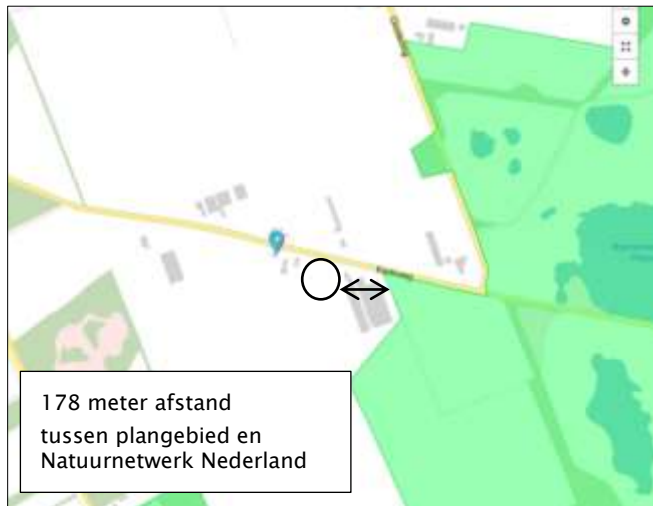 178 meter afstand
tussen plangebied en
Natuurnetwerk Nederland